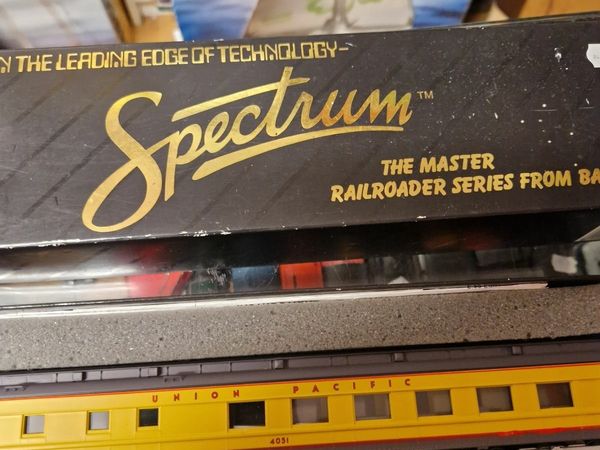 THE LEADING EDGE OF TECHNOLOGY-
Spectrum™
THE MASTER
RAILROADER SERIES FROM
UNION PACIFIC
4051